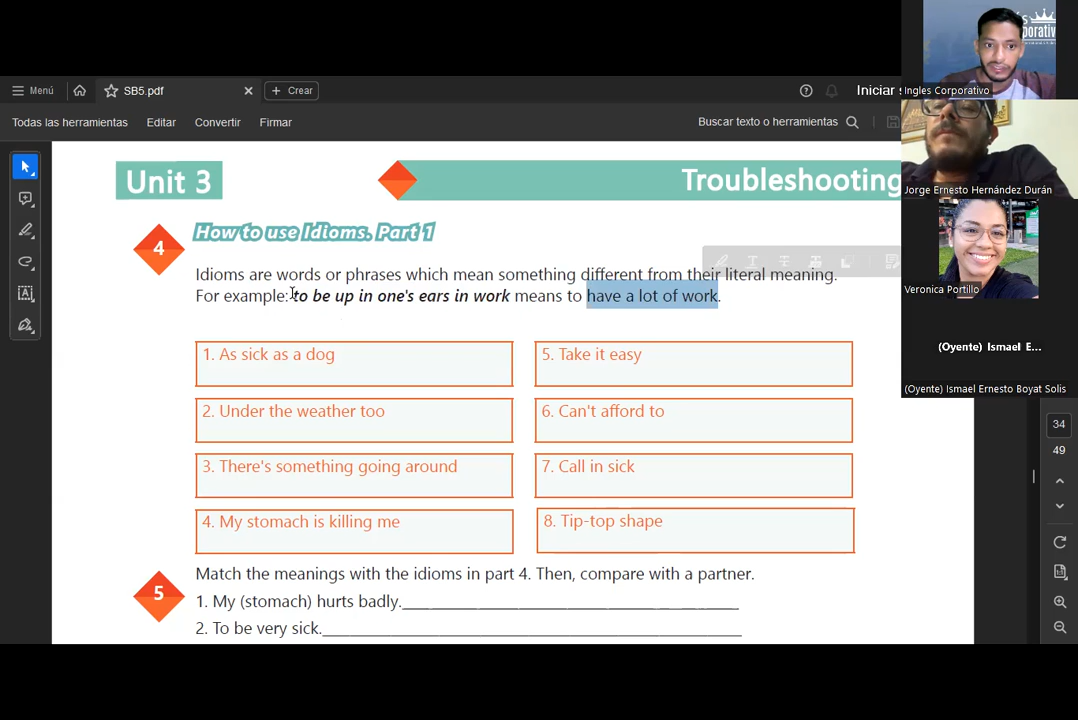 Menú
SB5.pdf
Crear
Iniciar s
Todas las herramientas
Editar
Convertir
Firmar
Buscar texto o herramientas
Unit 3
Troubleshooting
4
How to use Idioms. Part 1
Idioms are words or phrases which mean something different from their literal meaning.
For example: to be up in one's ears in work means to have a lot of work.
1. As sick as a dog
5. Take it easy
2. Under the weather too
6. Can't afford to
3. There's something going around
7. Call in sick
4. My stomach is killing me
8. Tip-top shape
5
Match the meanings with the idioms in part 4. Then, compare with a partner.
1. My (stomach) hurts badly.
2. To be very sick.
Ingles Corporativo
Jorge Ernesto Hernández Durán
Veronica Portillo
(Oyente) Ismael E...
(Oyente) Ismael Ernesto Boyat Solis
34
49